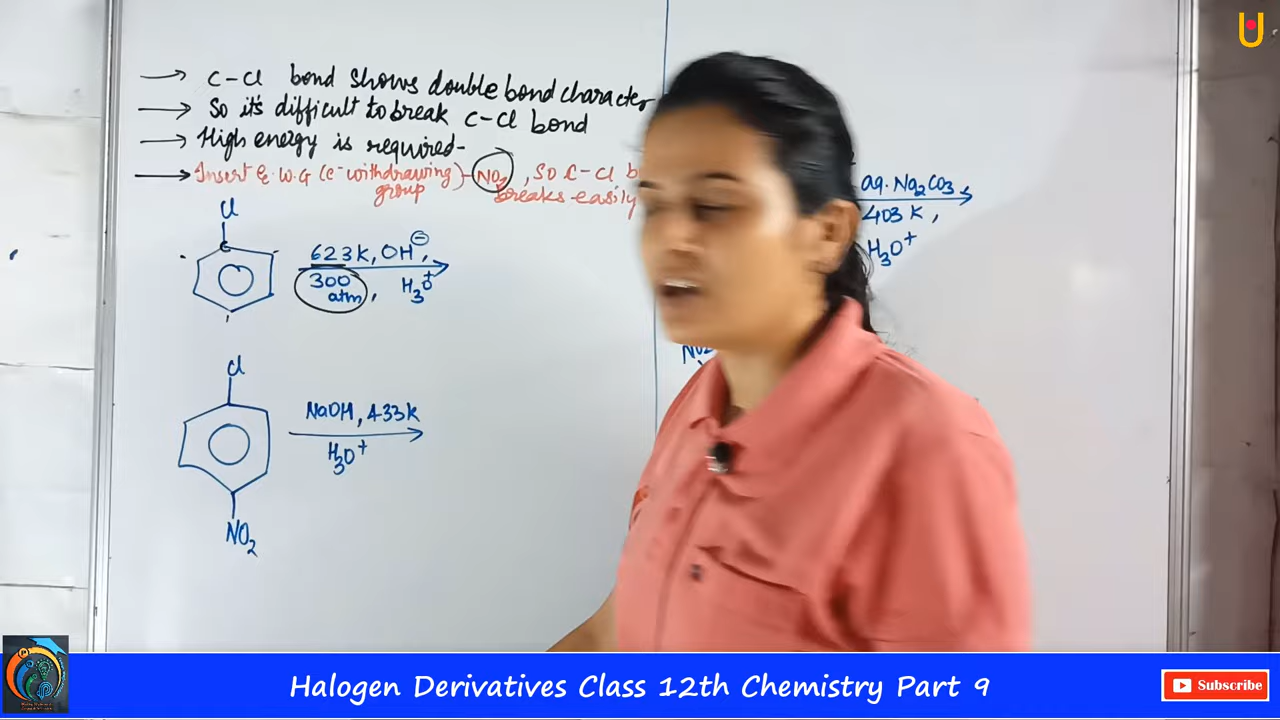 → C-Cl bond shows double bond character
→ So it's difficult to break C-Cl bond
→ High energy is required-
→ Insert E.W.G (e⁻ withdrawing group) -NO₂, So C-Cl b
breaks easily
Cl
623K, OH⊖,
300 atm, H₃O⁺
Cl
NaOH, 433K
H₃O⁺
NO₂
aq. Na₂CO₃
403 K,
H₃O⁺
NO₂
Halogen Derivatives Class 12th Chemistry Part 9
Subscribe